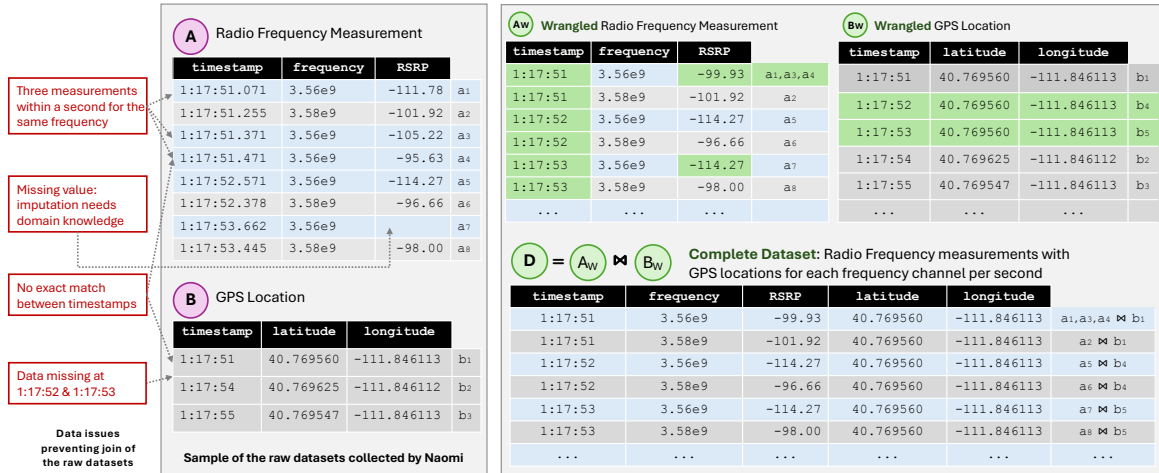 A Radio Frequency Measurement
timestamp frequency RSRP
1:17:51.071 3.56e9 -111.78 a1
1:17:51.255 3.58e9 -101.92 a2
1:17:51.371 3.56e9 -105.22 a3
1:17:51.471 3.56e9 -95.63 a4
1:17:52.571 3.56e9 -114.27 a5
1:17:52.378 3.58e9 -96.66 a6
1:17:53.662 3.56e9 a7
1:17:53.445 3.58e9 -98.00 a8
Three measurements
within a second for the
same frequency
Missing value:
imputation needs
domain knowledge
No exact match
between timestamps
Data missing at
1:17:52 & 1:17:53
Data issues
preventing join of
the raw datasets
B GPS Location
timestamp latitude longitude
1:17:51 40.769560 -111.846113 b1
1:17:54 40.769625 -111.846112 b2
1:17:55 40.769547 -111.846113 b3
Sample of the raw datasets collected by Naomi
Aw Wrangled Radio Frequency Measurement
timestamp frequency RSRP
1:17:51 3.56e9 -99.93 a1,a3,a4
1:17:51 3.58e9 -101.92 a2
1:17:52 3.56e9 -114.27 a5
1:17:52 3.58e9 -96.66 a6
1:17:53 3.56e9 -114.27 a7
1:17:53 3.58e9 -98.00 a8
... ... ...
Bw Wrangled GPS Location
timestamp latitude longitude
1:17:51 40.769560 -111.846113 b1
1:17:52 40.769560 -111.846113 b4
1:17:53 40.769560 -111.846113 b5
1:17:54 40.769625 -111.846112 b2
1:17:55 40.769547 -111.846113 b3
... ... ...
D = Aw ⋈ Bw Complete Dataset: Radio Frequency measurements with
GPS locations for each frequency channel per second
timestamp frequency RSRP latitude longitude
1:17:51 3.56e9 -99.93 40.769560 -111.846113 a1,a3,a4 ⋈ b1
1:17:51 3.58e9 -101.92 40.769560 -111.846113 a2 ⋈ b1
1:17:52 3.56e9 -114.27 40.769560 -111.846113 a5 ⋈ b4
1:17:52 3.58e9 -96.66 40.769560 -111.846113 a6 ⋈ b4
1:17:53 3.56e9 -114.27 40.769560 -111.846113 a7 ⋈ b5
1:17:53 3.58e9 -98.00 40.769560 -111.846113 a8 ⋈ b5
... ... ... ... ...